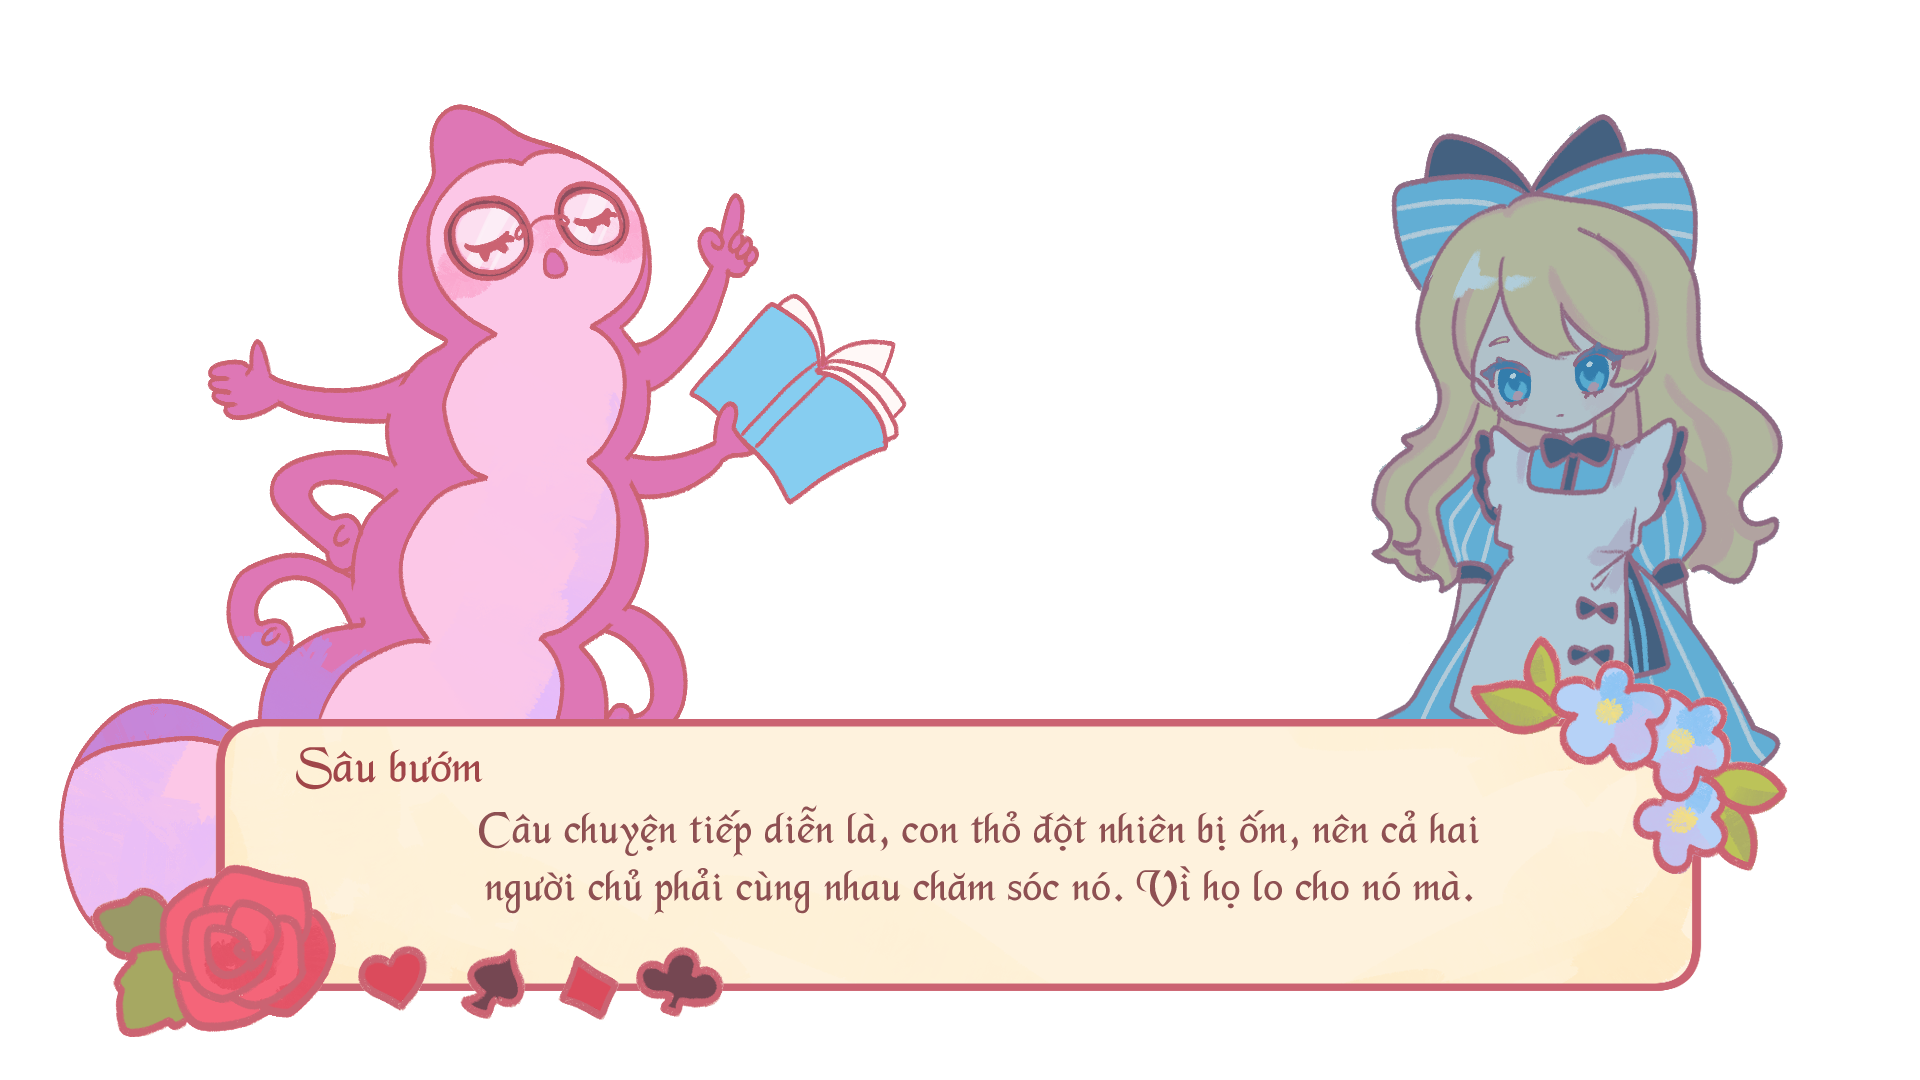 Sâu bướm
Câu chuyện tiếp diễn là, con thỏ đột nhiên bị ốm, nên cả hai
người chủ phải cùng nhau chăm sóc nó. Vì họ lo cho nó mà.